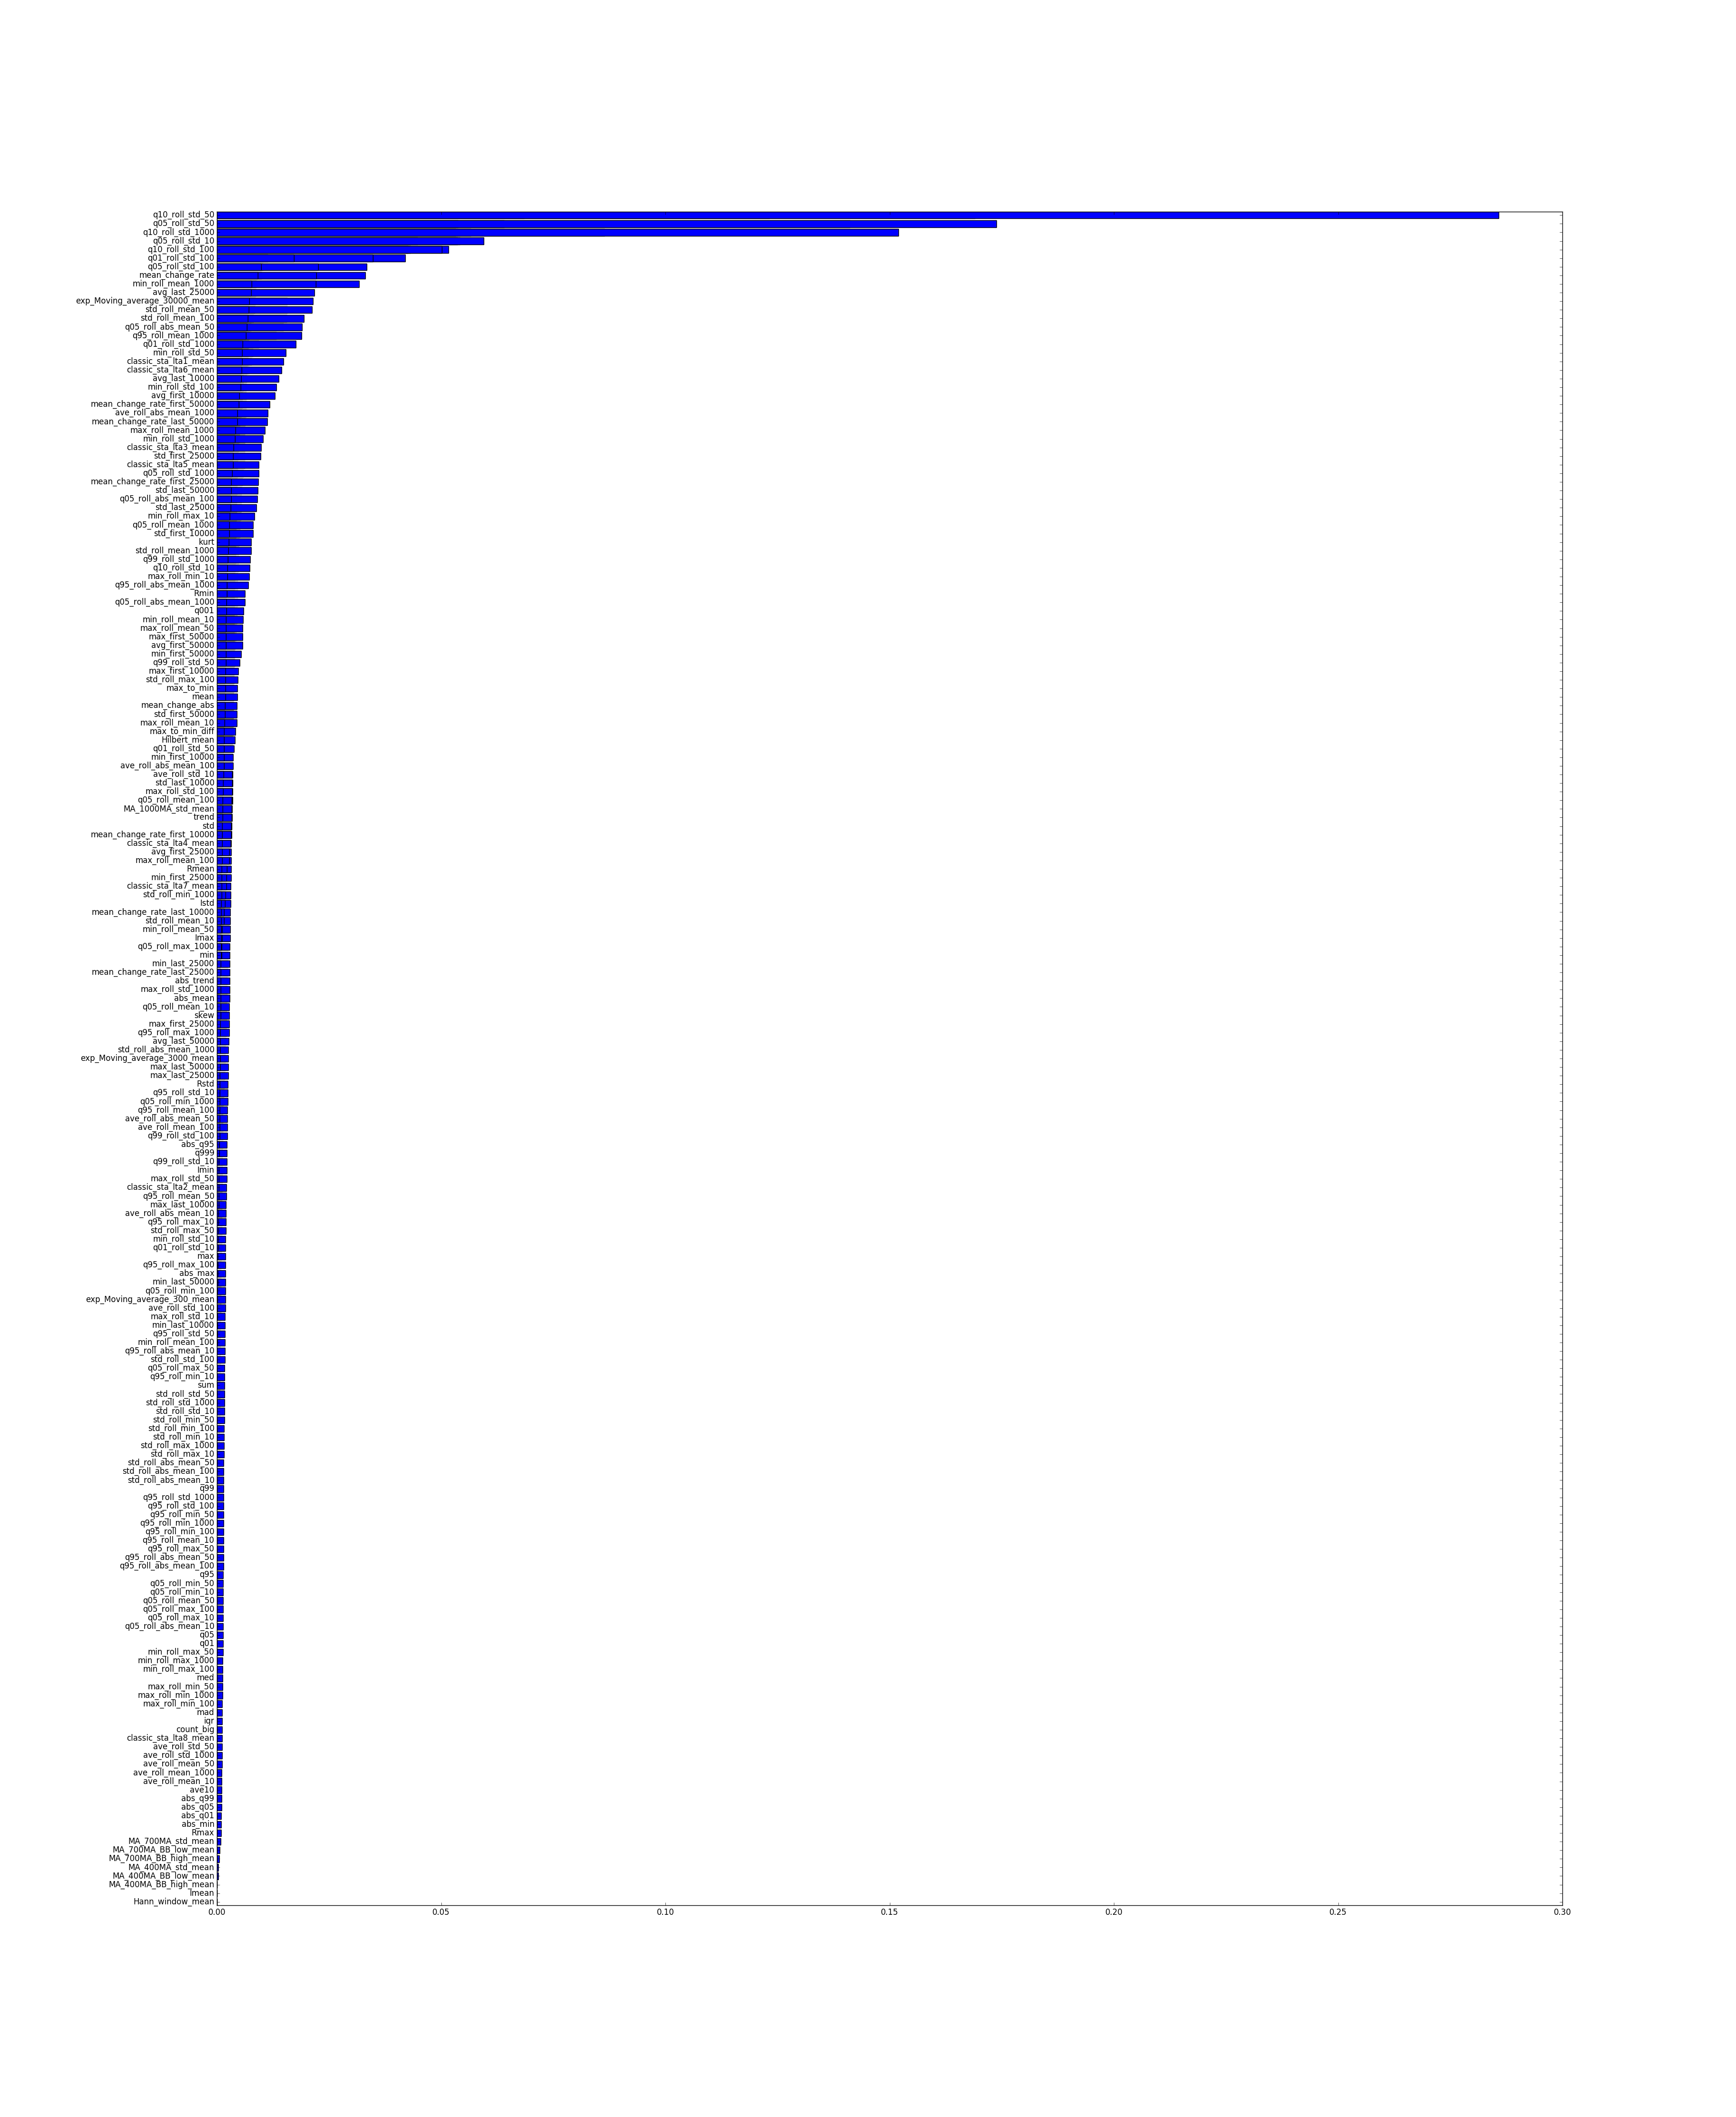 q10_roll_std_50
q05_roll_std_50
q10_roll_std_1000
q05_roll_std_10
q10_roll_std_100
q01_roll_std_100
q05_roll_std_100
mean_change_rate
min_roll_mean_1000
avg_last_25000
exp_Moving_average_30000_mean
std_roll_mean_50
std_roll_mean_100
q05_roll_abs_mean_50
q95_roll_mean_1000
q01_roll_std_1000
min_roll_std_50
classic_sta_lta1_mean
classic_sta_lta6_mean
avg_last_10000
min_roll_std_100
avg_first_10000
mean_change_rate_first_50000
ave_roll_abs_mean_1000
mean_change_rate_last_50000
max_roll_mean_1000
min_roll_std_1000
classic_sta_lta3_mean
std_first_25000
classic_sta_lta5_mean
q05_roll_std_1000
mean_change_rate_first_25000
std_last_50000
q05_roll_abs_mean_100
std_last_25000
min_roll_max_10
q05_roll_mean_1000
std_first_10000
kurt
std_roll_mean_1000
q99_roll_std_1000
q10_roll_std_10
max_roll_min_10
q95_roll_abs_mean_1000
Rmin
q05_roll_abs_mean_1000
q001
min_roll_mean_10
max_roll_mean_50
max_first_50000
avg_first_50000
min_first_50000
q99_roll_std_50
max_first_10000
std_roll_max_100
max_to_min
mean
mean_change_abs
std_first_50000
max_roll_mean_10
max_to_min_diff
Hilbert_mean
q01_roll_std_50
min_first_10000
ave_roll_abs_mean_100
ave_roll_std_10
std_last_10000
max_roll_std_100
q05_roll_mean_100
MA_1000MA_std_mean
trend
std
mean_change_rate_first_10000
classic_sta_lta4_mean
avg_first_25000
max_roll_mean_100
Rmean
min_first_25000
classic_sta_lta7_mean
std_roll_min_1000
Istd
mean_change_rate_last_10000
std_roll_mean_10
min_roll_mean_50
Imax
q05_roll_max_1000
min
min_last_25000
mean_change_rate_last_25000
abs_trend
max_roll_std_1000
abs_mean
q05_roll_mean_10
skew
max_first_25000
q95_roll_max_1000
avg_last_50000
std_roll_abs_mean_1000
exp_Moving_average_3000_mean
max_last_50000
max_last_25000
Rstd
q95_roll_std_10
q05_roll_min_1000
q95_roll_mean_100
ave_roll_abs_mean_50
ave_roll_mean_100
q99_roll_std_100
abs_q95
q999
q99_roll_std_10
Imin
max_roll_std_50
classic_sta_lta2_mean
q95_roll_mean_50
max_last_10000
ave_roll_abs_mean_10
q95_roll_max_10
std_roll_max_50
min_roll_std_10
q01_roll_std_10
max
q95_roll_max_100
abs_max
min_last_50000
q05_roll_min_100
exp_Moving_average_300_mean
ave_roll_std_100
max_roll_std_10
min_last_10000
q95_roll_std_50
min_roll_mean_100
q95_roll_abs_mean_10
std_roll_std_100
q05_roll_max_50
q95_roll_min_10
sum
std_roll_std_50
std_roll_std_1000
std_roll_std_10
std_roll_min_50
std_roll_min_100
std_roll_min_10
std_roll_max_1000
std_roll_max_10
std_roll_abs_mean_50
std_roll_abs_mean_100
std_roll_abs_mean_10
q99
q95_roll_std_1000
q95_roll_std_100
q95_roll_min_50
q95_roll_min_1000
q95_roll_min_100
q95_roll_mean_10
q95_roll_max_50
q95_roll_abs_mean_50
q95_roll_abs_mean_100
q95
q05_roll_min_50
q05_roll_min_10
q05_roll_mean_50
q05_roll_max_100
q05_roll_max_10
q05_roll_abs_mean_10
q05
q01
min_roll_max_50
min_roll_max_1000
min_roll_max_100
med
max_roll_min_50
max_roll_min_1000
max_roll_min_100
mad
iqr
count_big
classic_sta_lta8_mean
ave_roll_std_50
ave_roll_std_1000
ave_roll_mean_50
ave_roll_mean_1000
ave_roll_mean_10
ave10
abs_q99
abs_q05
abs_q01
abs_min
Rmax
MA_700MA_std_mean
MA_700MA_BB_low_mean
MA_700MA_BB_high_mean
MA_400MA_std_mean
MA_400MA_BB_low_mean
MA_400MA_BB_high_mean
Imean
Hann_window_mean
0.00 0.05 0.10 0.15 0.20 0.25 0.30